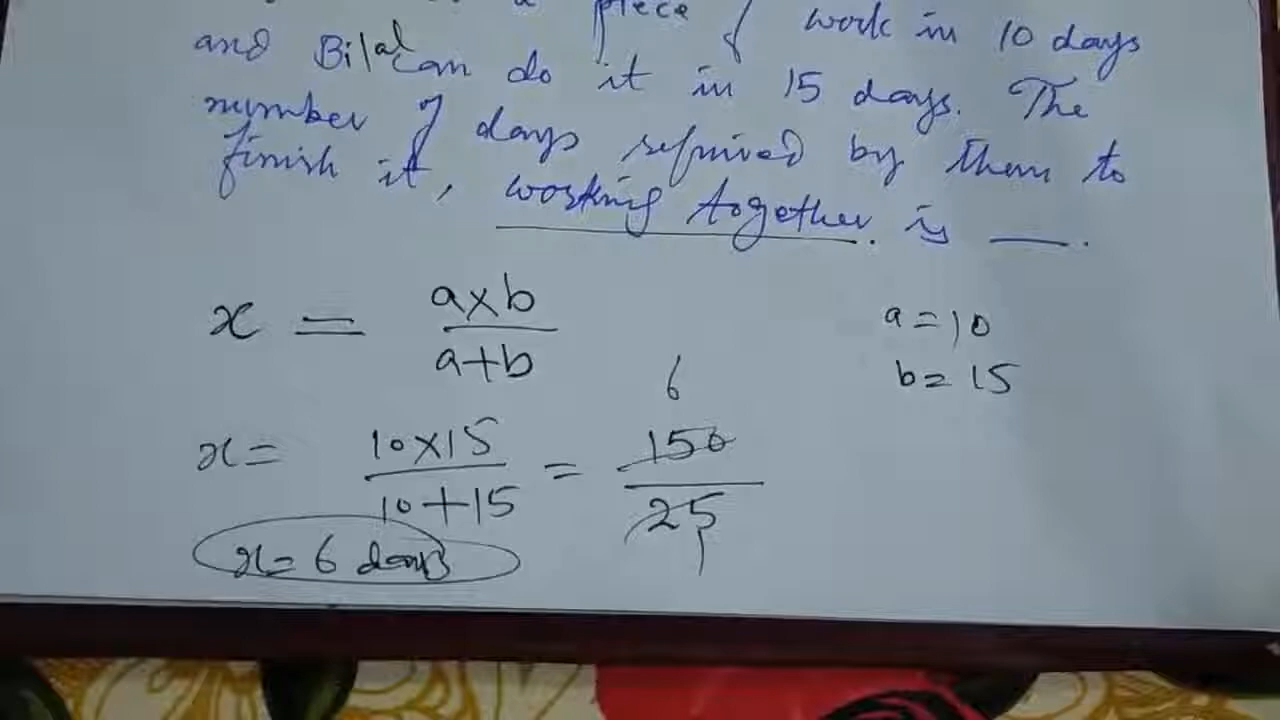 a piece of work in 10 days
and Bilal can do it in 15 days. The
number of days required by them to
finish it, working together. is ___.
x = a×b / a+b
a = 10
b = 15
x = 10×15 / 10+15 = 150 / 25
6
1
x = 6 days